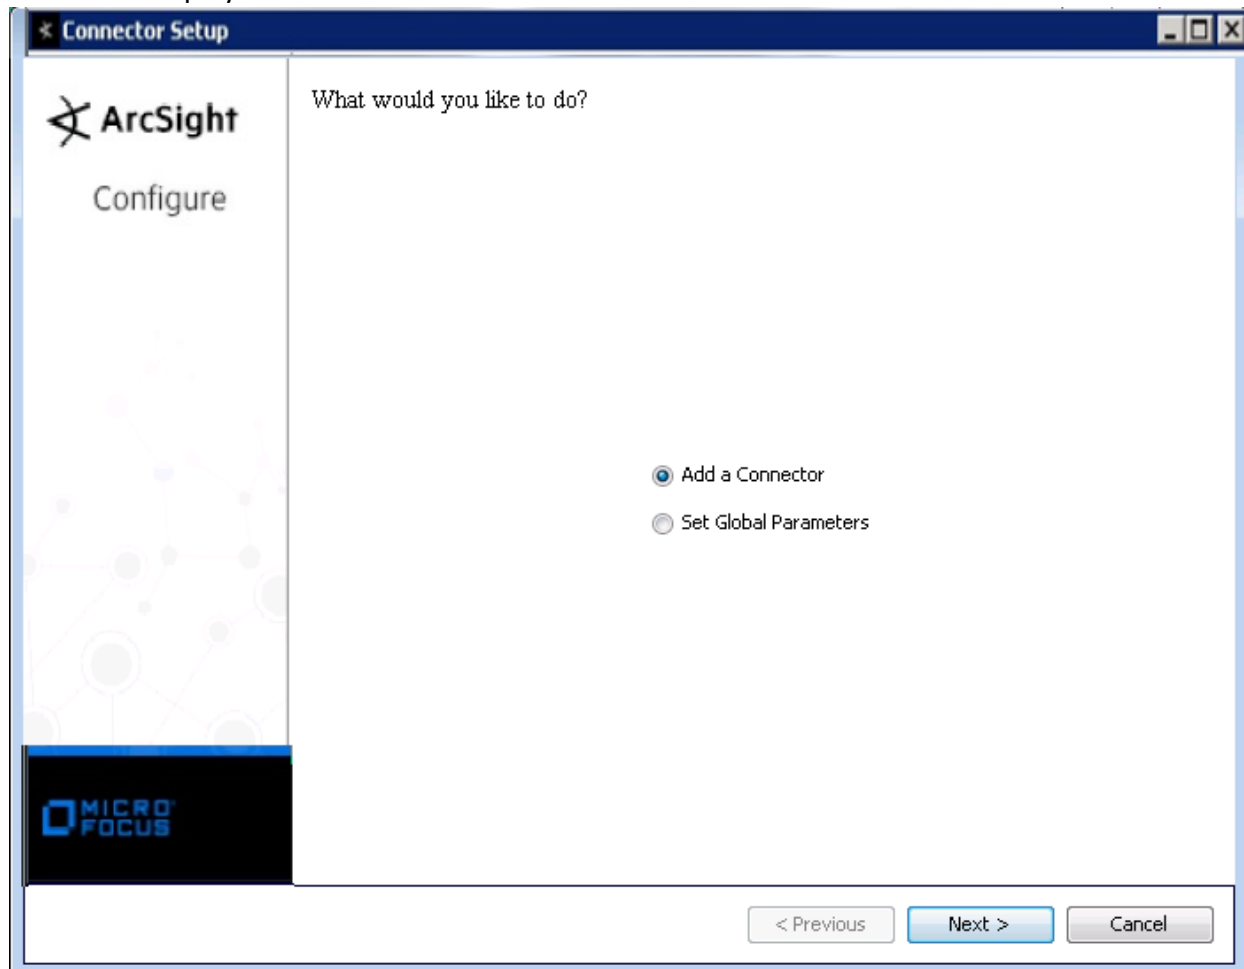 Connector Setup
ArcSight
Configure
What would you like to do?
Add a Connector
Set Global Parameters
MICRO
FOCUS
< Previous
Next >
Cancel